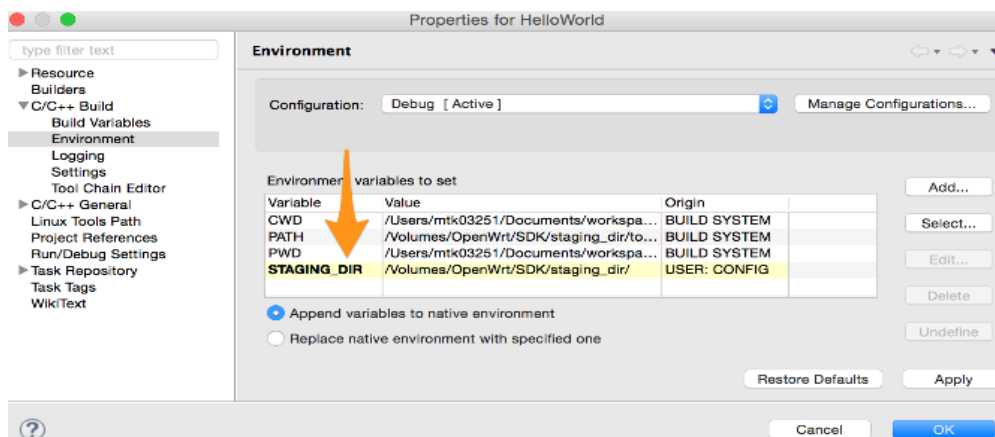 Properties for HelloWorld
type filter text
Resource
Builders
C/C++ Build
Build Variables
Environment
Logging
Settings
Tool Chain Editor
C/C++ General
Linux Tools Path
Project References
Run/Debug Settings
Task Repository
Task Tags
WikiText
Environment
Configuration: Debug [ Active ] Manage Configurations...
Environment variables to set
Variable Value Origin
CWD /Users/mtk03251/Documents/workspa... BUILD SYSTEM
PATH /Volumes/OpenWrt/SDK/staging_dir/to... BUILD SYSTEM
PWD /Users/mtk03251/Documents/workspa... BUILD SYSTEM
STAGING_DIR /Volumes/OpenWrt/SDK/staging_dir/ USER: CONFIG
Add...
Select...
Edit...
Delete
Undefine
Append variables to native environment
Replace native environment with specified one
Restore Defaults Apply
? Cancel OK